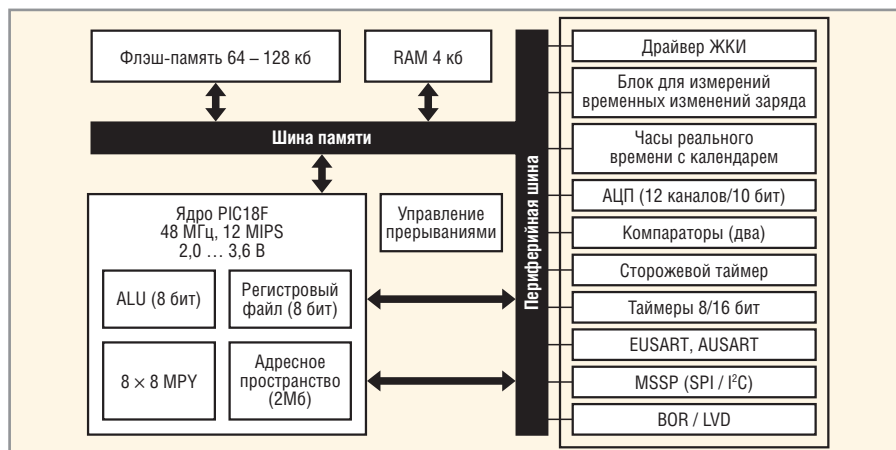 Флэш-память 64 – 128 кб
RAM 4 кб
Шина памяти
Ядро PIC18F
48 МГц, 12 MIPS
2,0 … 3,6 В
ALU (8 бит)
Регистровый
файл (8 бит)
8 × 8 MPY
Адресное
пространство
(2Мб)
Управление
прерываниями
Периферийная шина
Драйвер ЖКИ
Блок для измерений
временных изменений заряда
Часы реального
времени с календарем
АЦП (12 каналов/10 бит)
Компараторы (два)
Сторожевой таймер
Таймеры 8/16 бит
EUSART, AUSART
MSSP (SPI / I²C)
BOR / LVD